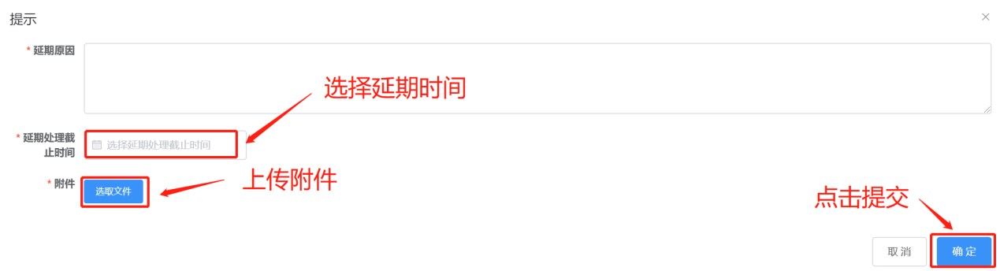 提示
* 延期原因
选择延期时间
* 延期处理截
止时间
选择延期处理截止时间
* 附件
选取文件
上传附件
点击提交
取消
确定